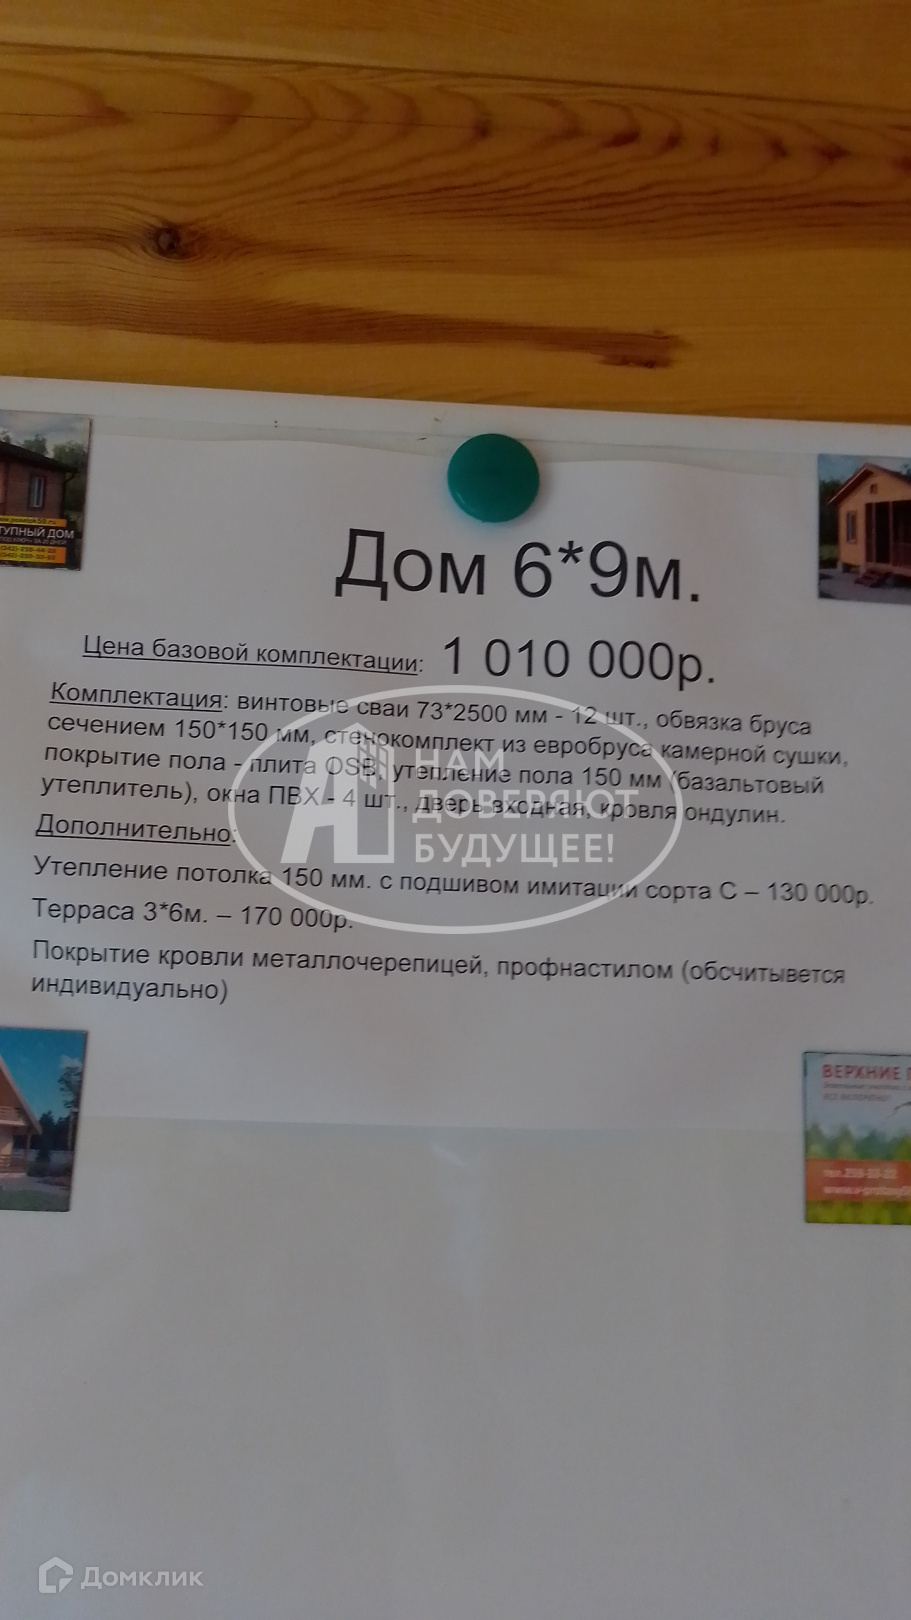 Дом 6*9м.
Цена базовой комплектации: 1 010 000р.
Комплектация: винтовые сваи 73*2500 мм - 12 шт., обвязка бруса
сечением 150*150 мм, стенокомплект из евробруса камерной сушки,
покрытие пола - плита OSB, утепление пола 150 мм (базальтовый
утеплитель), окна ПВХ - 4 шт., дверь входная, кровля ондулин.
Дополнительно:
Утепление потолка 150 мм. с подшивом имитации сорта С – 130 000р.
Терраса 3*6м. – 170 000р.
Покрытие кровли металлочерепицей, профнастилом (обсчитывется
индивидуально)
НАМ
ДОВЕРЯЮТ
БУДУЩЕЕ!
ТУПНЫЙ ДОМ
ВЕРХНИЕ
Домклик